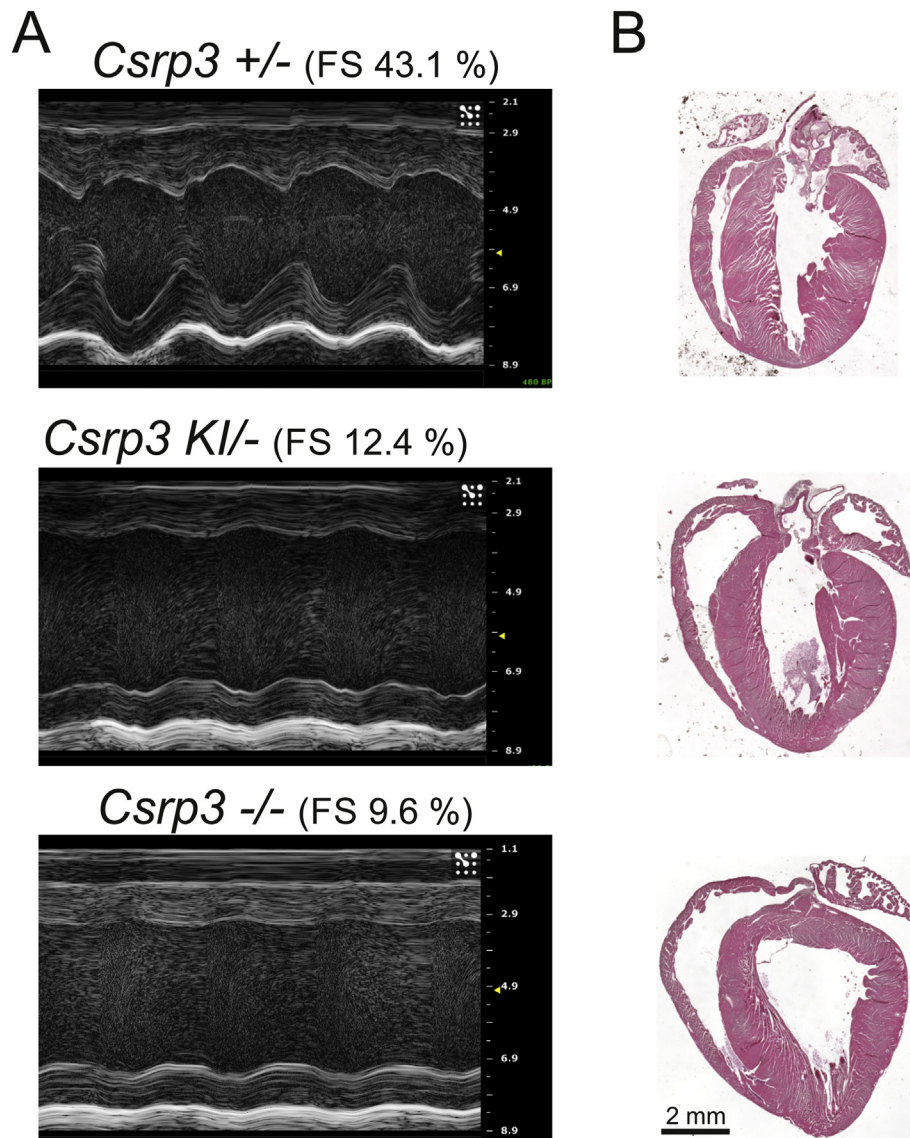 A
B
Csrp3 +/- (FS 43.1 %)
2.1
2.9
4.9
6.9
8.9
Csrp3 KI/- (FS 12.4 %)
2.1
2.9
4.9
6.9
8.9
Csrp3 -/- (FS 9.6 %)
1.1
2.9
4.9
6.9
8.9
2 mm